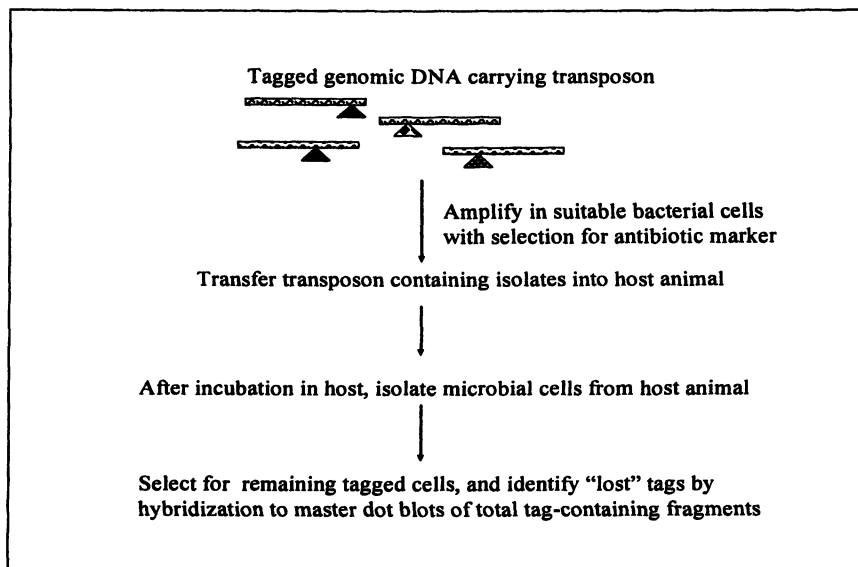 Tagged genomic DNA carrying transposon
Amplify in suitable bacterial cells
with selection for antibiotic marker
Transfer transposon containing isolates into host animal
After incubation in host, isolate microbial cells from host animal
Select for remaining tagged cells, and identify “lost” tags by
hybridization to master dot blots of total tag-containing fragments